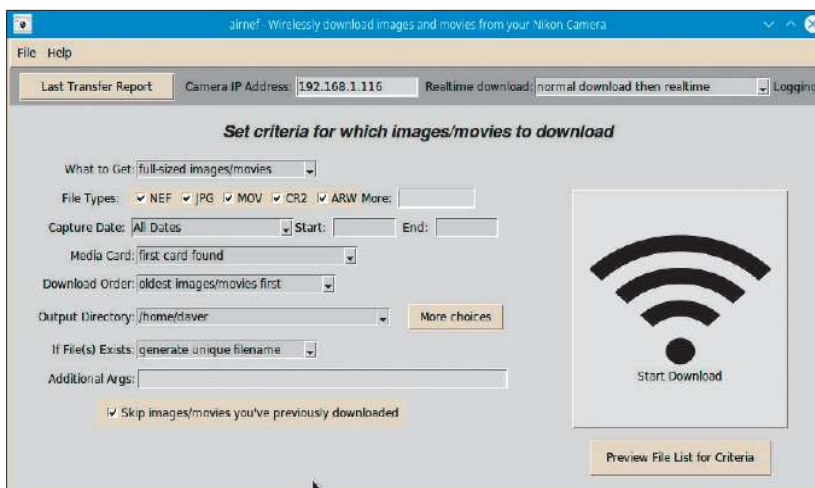 airnef - Wirelessly download images and movies from your Nikon Camera
File Help
Last Transfer Report Camera IP Address: 192.168.1.116 Realtime download: normal download then realtime Logging
Set criteria for which images/movies to download
What to Get: full-sized images/movies
File Types: NEF JPG MOV CR2 ARW More:
Capture Date: All Dates Start: End:
Media Card: first card found
Download Order: oldest images/movies first
Output Directory: /home/daver More choices
If File(s) Exists: generate unique filename
Additional Args:
Start Download
Skip images/movies you've previously downloaded
Preview File List for Criteria